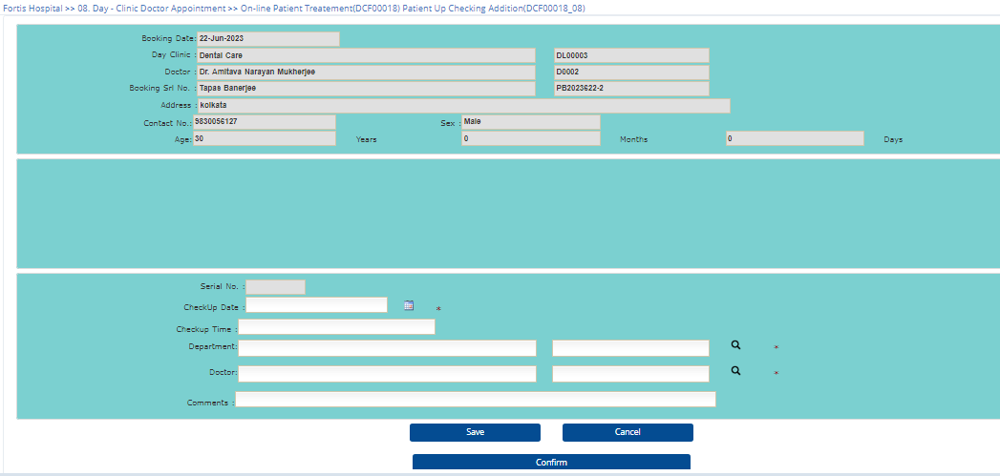 Fortis Hospital >> 08. Day - Clinic Doctor Appointment >> On-line Patient Treatement(DCF00018) Patient Up Checking Addition(DCF00018_08)
Booking Date: 22-Jun-2023
Day Clinic : Dental Care DL00003
Doctor : Dr. Amitava Narayan Mukherjee D0002
Booking Srl No. : Tapas Banerjee PB2023622-2
Address : kolkata
Contact No.: 9830056127 Sex : Male
Age: 30 Years 0 Months 0 Days
Serial No. :
CheckUp Date : *
Checkup Time :
Department: *
Doctor: *
Comments :
Save Cancel
Confirm